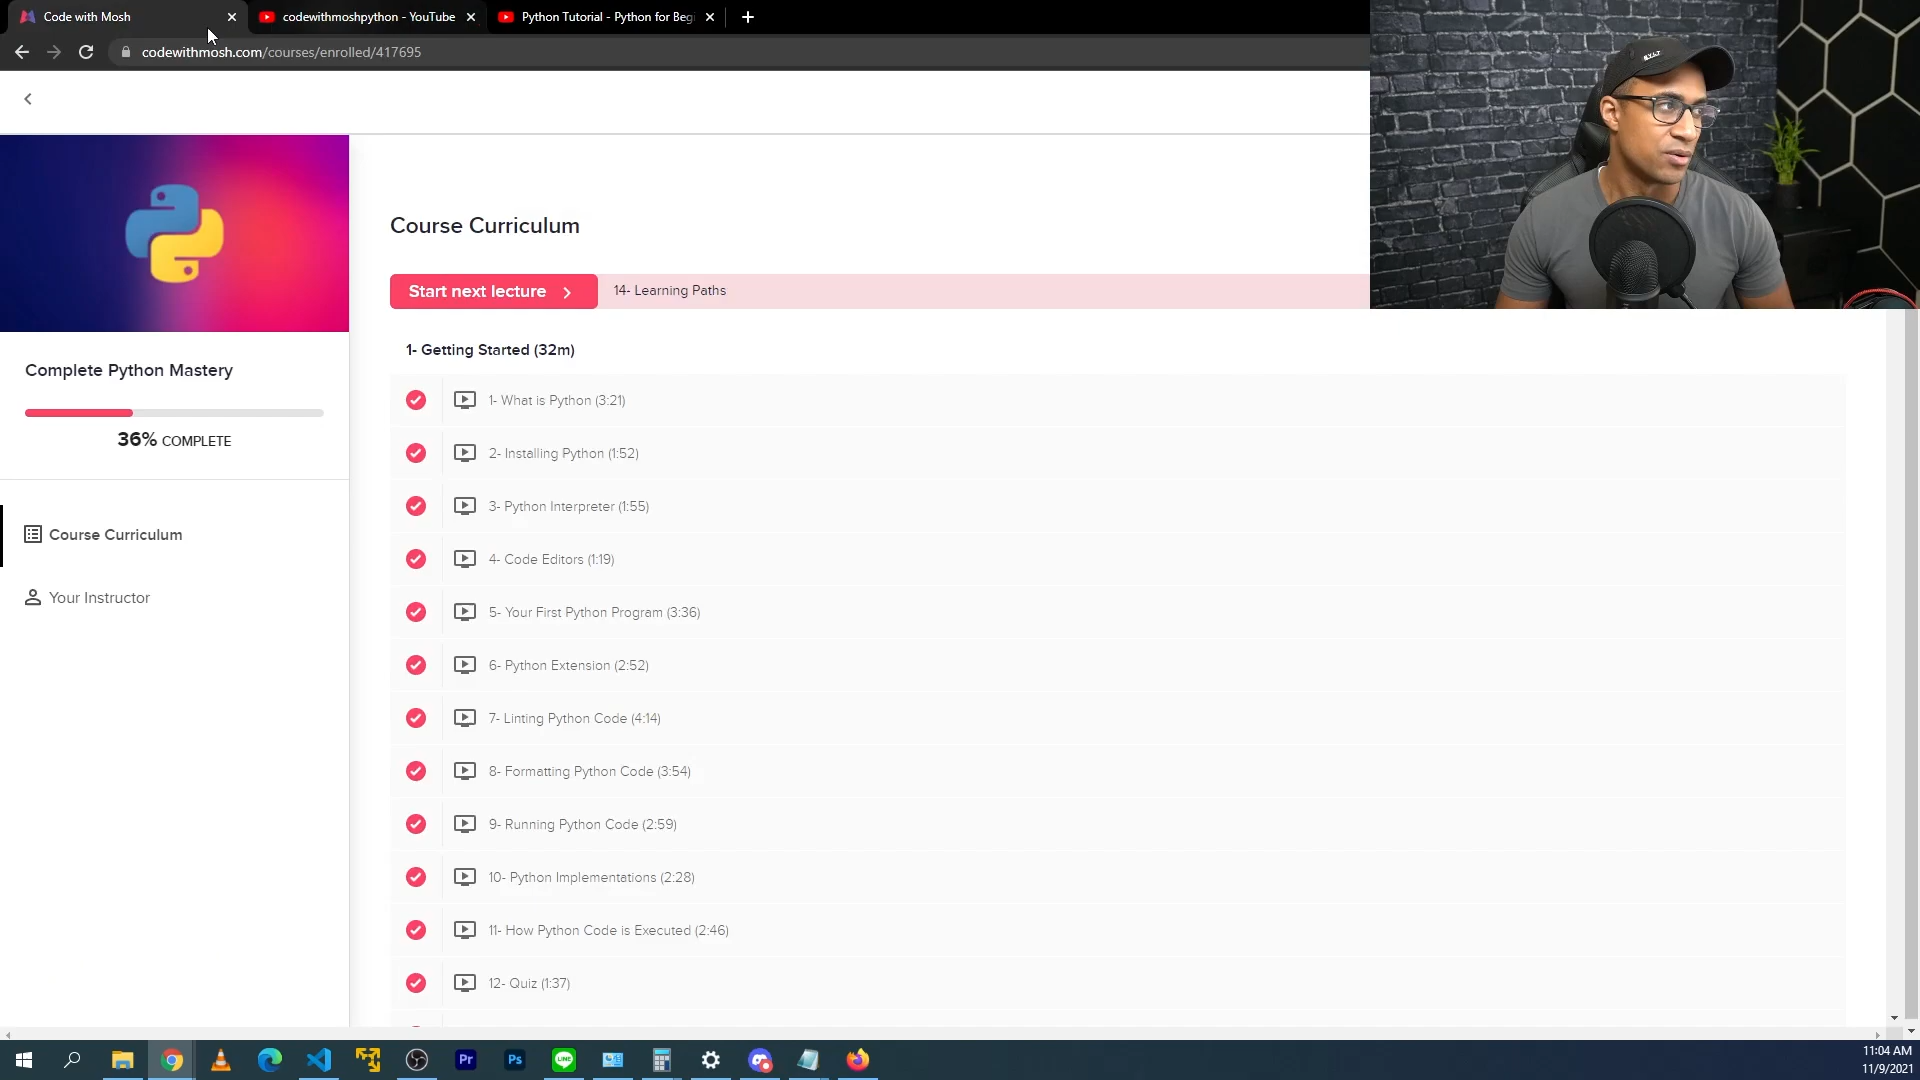 Code with Mosh
codewithmoshpython - YouTube
Python Tutorial - Python for Beg
codewithmosh.com/courses/enrolled/417695
Course Curriculum
Start next lecture
14- Learning Paths
1- Getting Started (32m)
Complete Python Mastery
36% COMPLETE
Course Curriculum
Your Instructor
1- What is Python (3:21)
2- Installing Python (1:52)
3- Python Interpreter (1:55)
4- Code Editors (1:19)
5- Your First Python Program (3:36)
6- Python Extension (2:52)
7- Linting Python Code (4:14)
8- Formatting Python Code (3:54)
9- Running Python Code (2:59)
10- Python Implementations (2:28)
11- How Python Code is Executed (2:46)
12- Quiz (1:37)
Pr
Ps
LINE
11:04 AM
11/9/2021